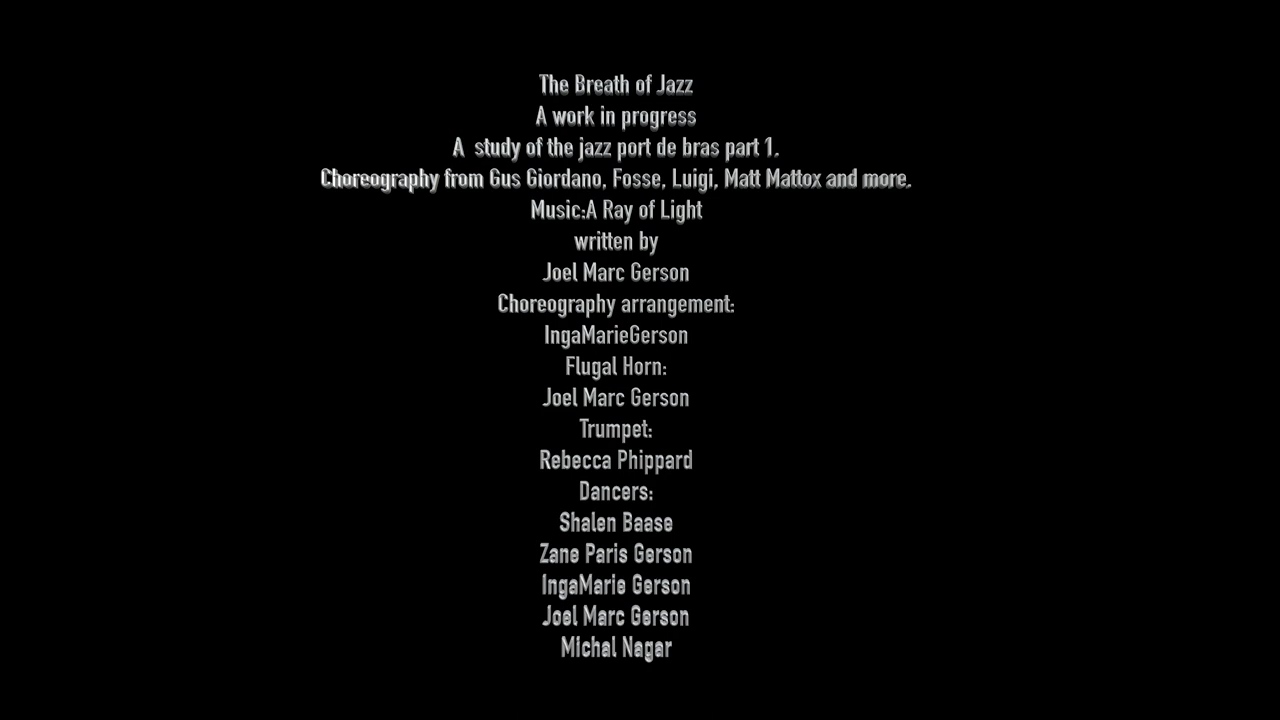 The Breath of Jazz
A work in progress
A study of the jazz port de bras part 1.
Choreography from Gus Giordano, Fosse, Luigi, Matt Mattox and more.
Music:A Ray of Light
written by
Joel Marc Gerson
Choreography arrangement:
IngaMarieGerson
Flugal Horn:
Joel Marc Gerson
Trumpet:
Rebecca Phippard
Dancers:
Shalen Baase
Zane Paris Gerson
IngaMarie Gerson
Joel Marc Gerson
Michal Nagar